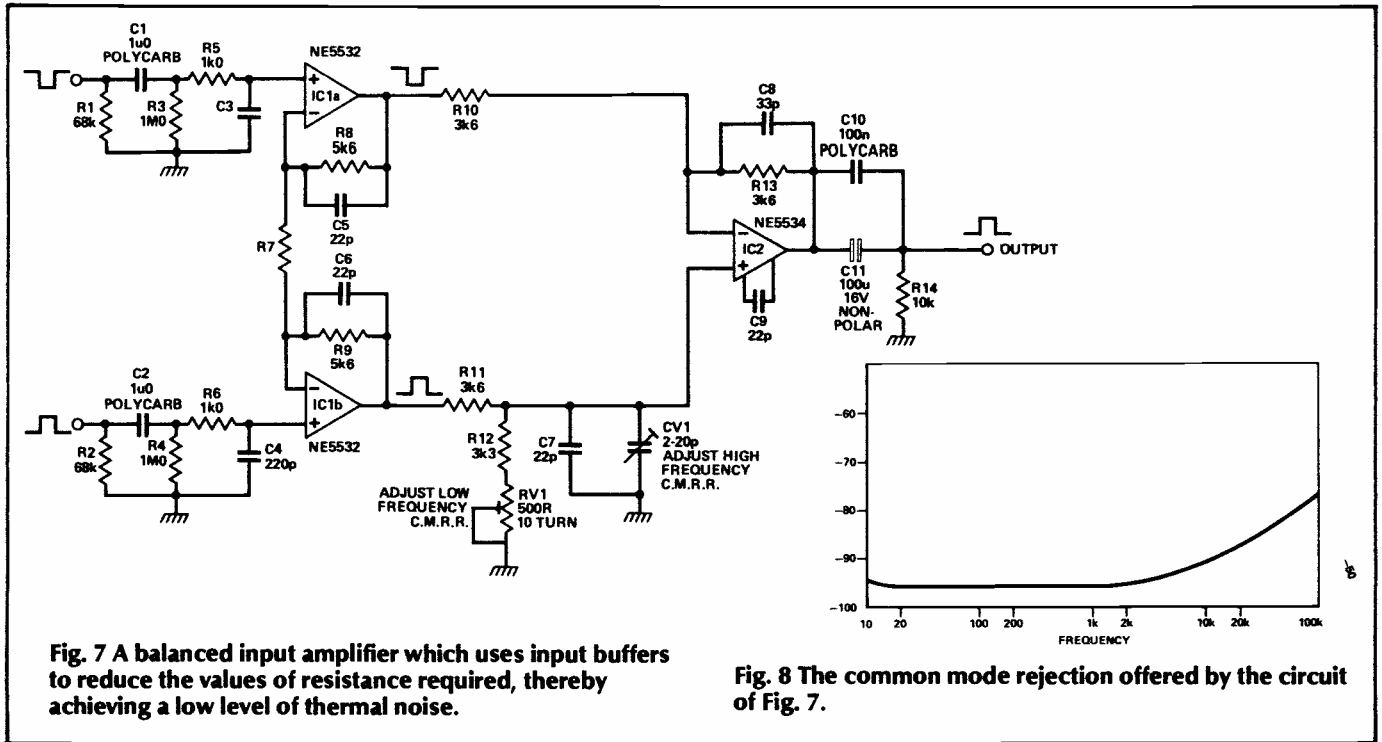 C1
1u0
POLYCARB
R5
1k0
NE5532
R1
68k
R3
1M0
C3
+
IC1a
−
R8
5k6
C5
22p
R10
3k6
C8
33p
C10
100n
POLYCARB
R13
3k6
NE5534
−
IC2
+
C9
22p
C11
100u
16V
NON-
POLAR
OUTPUT
R14
10k
R7
C6
22p
R9
5k6
C2
1u0
POLYCARB
R6
1k0
−
IC1b
+
NE5532
R2
68k
R4
1M0
C4
220p
R11
3k6
R12
3k3
C7
22p
CV1
2-20p
ADJUST HIGH
FREQUENCY
C.M.R.R.
ADJUST LOW
FREQUENCY
C.M.R.R.
RV1
500R
10 TURN
−60
−70
−80
−90
−100
10
20
100
200
1k
2k
10k
20k
100k
FREQUENCY
−60
Fig. 7 A balanced input amplifier which uses input buffers
to reduce the values of resistance required, thereby
achieving a low level of thermal noise.
Fig. 8 The common mode rejection offered by the circuit
of Fig. 7.